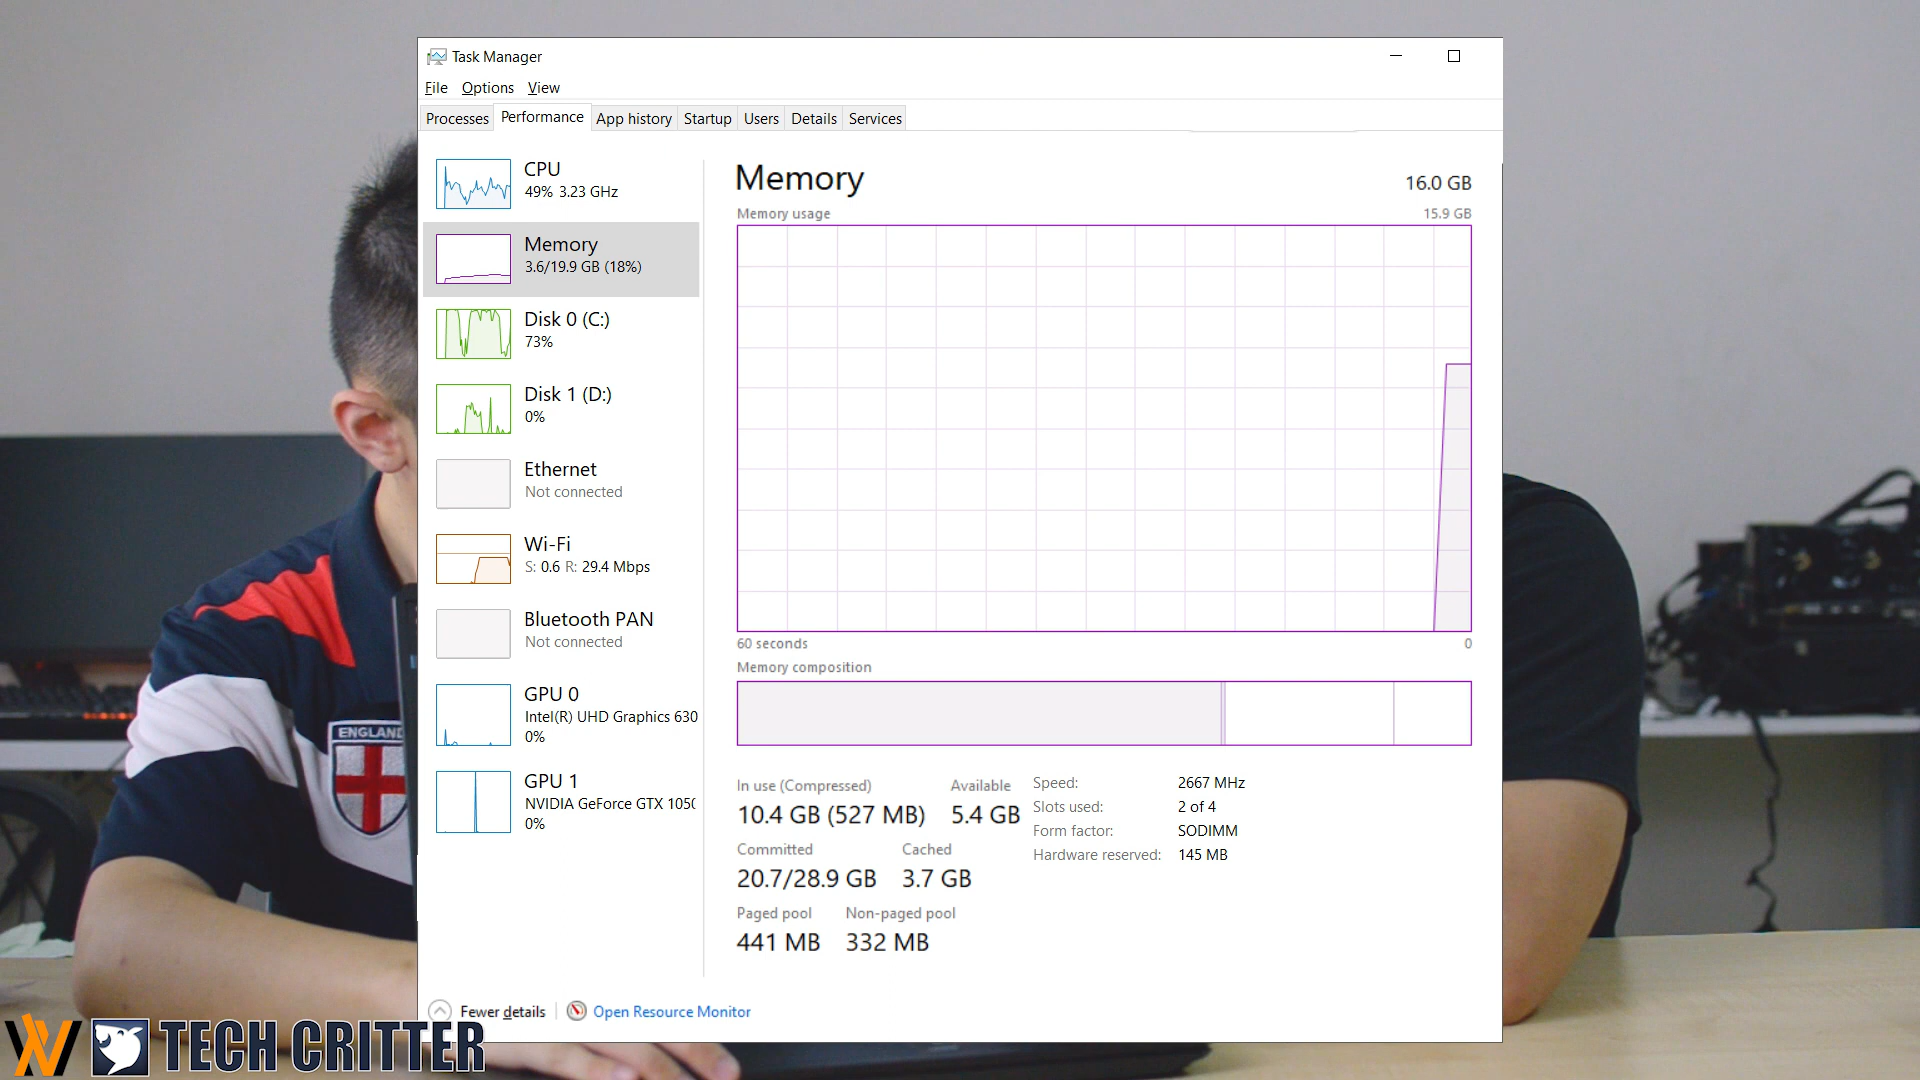 Task Manager
File Options View
Processes Performance App history Startup Users Details Services
CPU
49% 3.23 GHz
Memory
3.6/19.9 GB (18%)
Disk 0 (C:)
73%
Disk 1 (D:)
0%
Ethernet
Not connected
Wi-Fi
S: 0.6 R: 29.4 Mbps
Bluetooth PAN
Not connected
GPU 0
Intel(R) UHD Graphics 630
0%
GPU 1
NVIDIA GeForce GTX 105
0%
Memory
16.0 GB
Memory usage
15.9 GB
60 seconds
0
Memory composition
In use (Compressed)
10.4 GB (527 MB)
Available
5.4 GB
Committed
20.7/28.9 GB
Cached
3.7 GB
Paged pool
441 MB
Non-paged pool
332 MB
Speed: 2667 MHz
Slots used: 2 of 4
Form factor: SODIMM
Hardware reserved: 145 MB
Fewer details
Open Resource Monitor
ENGLAND
TECH CRITTER